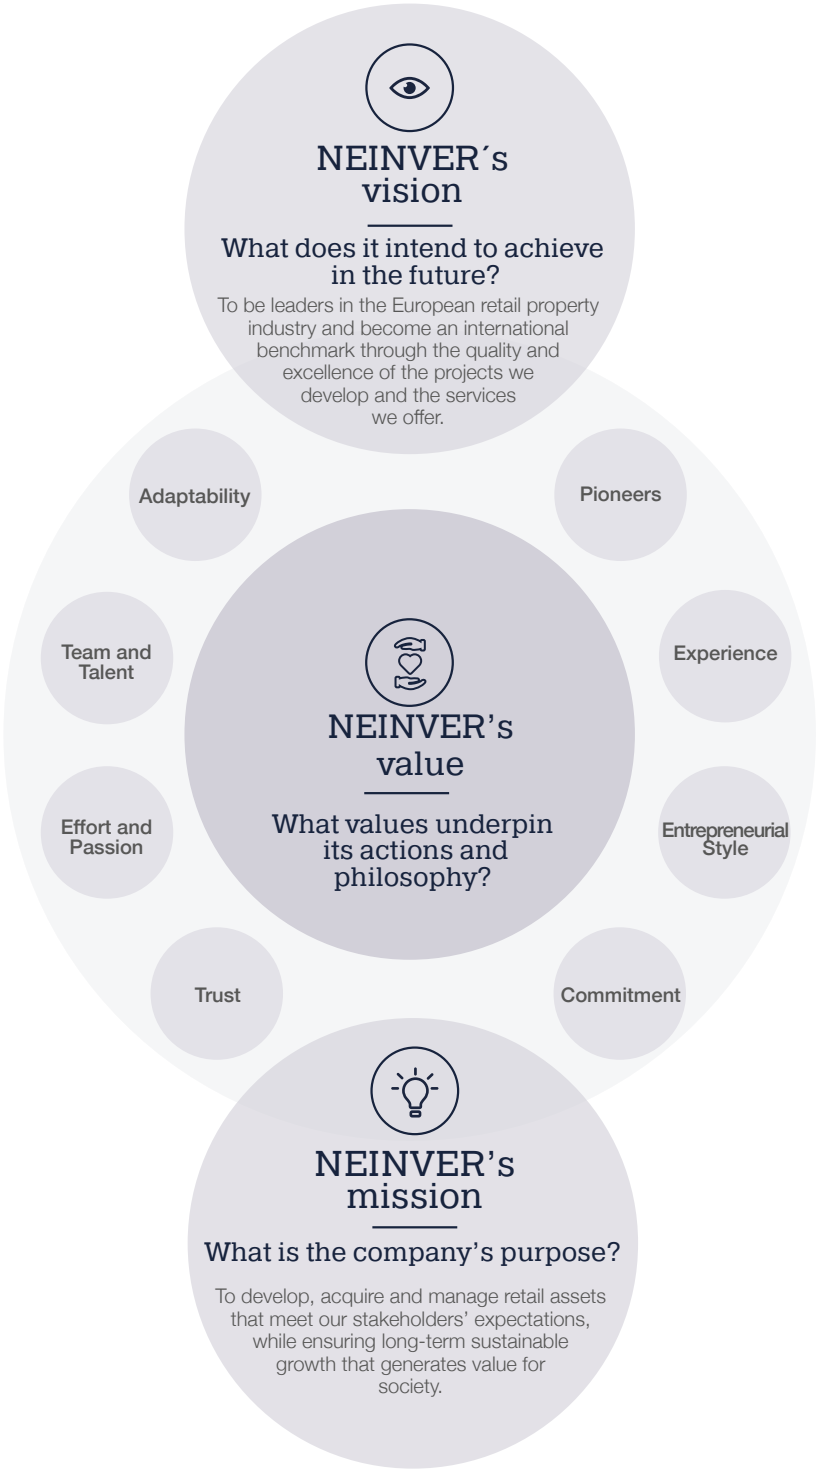 NEINVER´s
vision
What does it intend to achieve
in the future?
To be leaders in the European retail property
industry and become an international
benchmark through the quality and
excellence of the projects we
develop and the services
we offer.
Adaptability
Pioneers
Team and
Talent
Experience
NEINVER’s
value
What values underpin
its actions and
philosophy?
Effort and
Passion
Entrepreneurial
Style
Trust
Commitment
NEINVER’s
mission
What is the company’s purpose?
To develop, acquire and manage retail assets
that meet our stakeholders’ expectations,
while ensuring long-term sustainable
growth that generates value for
society.